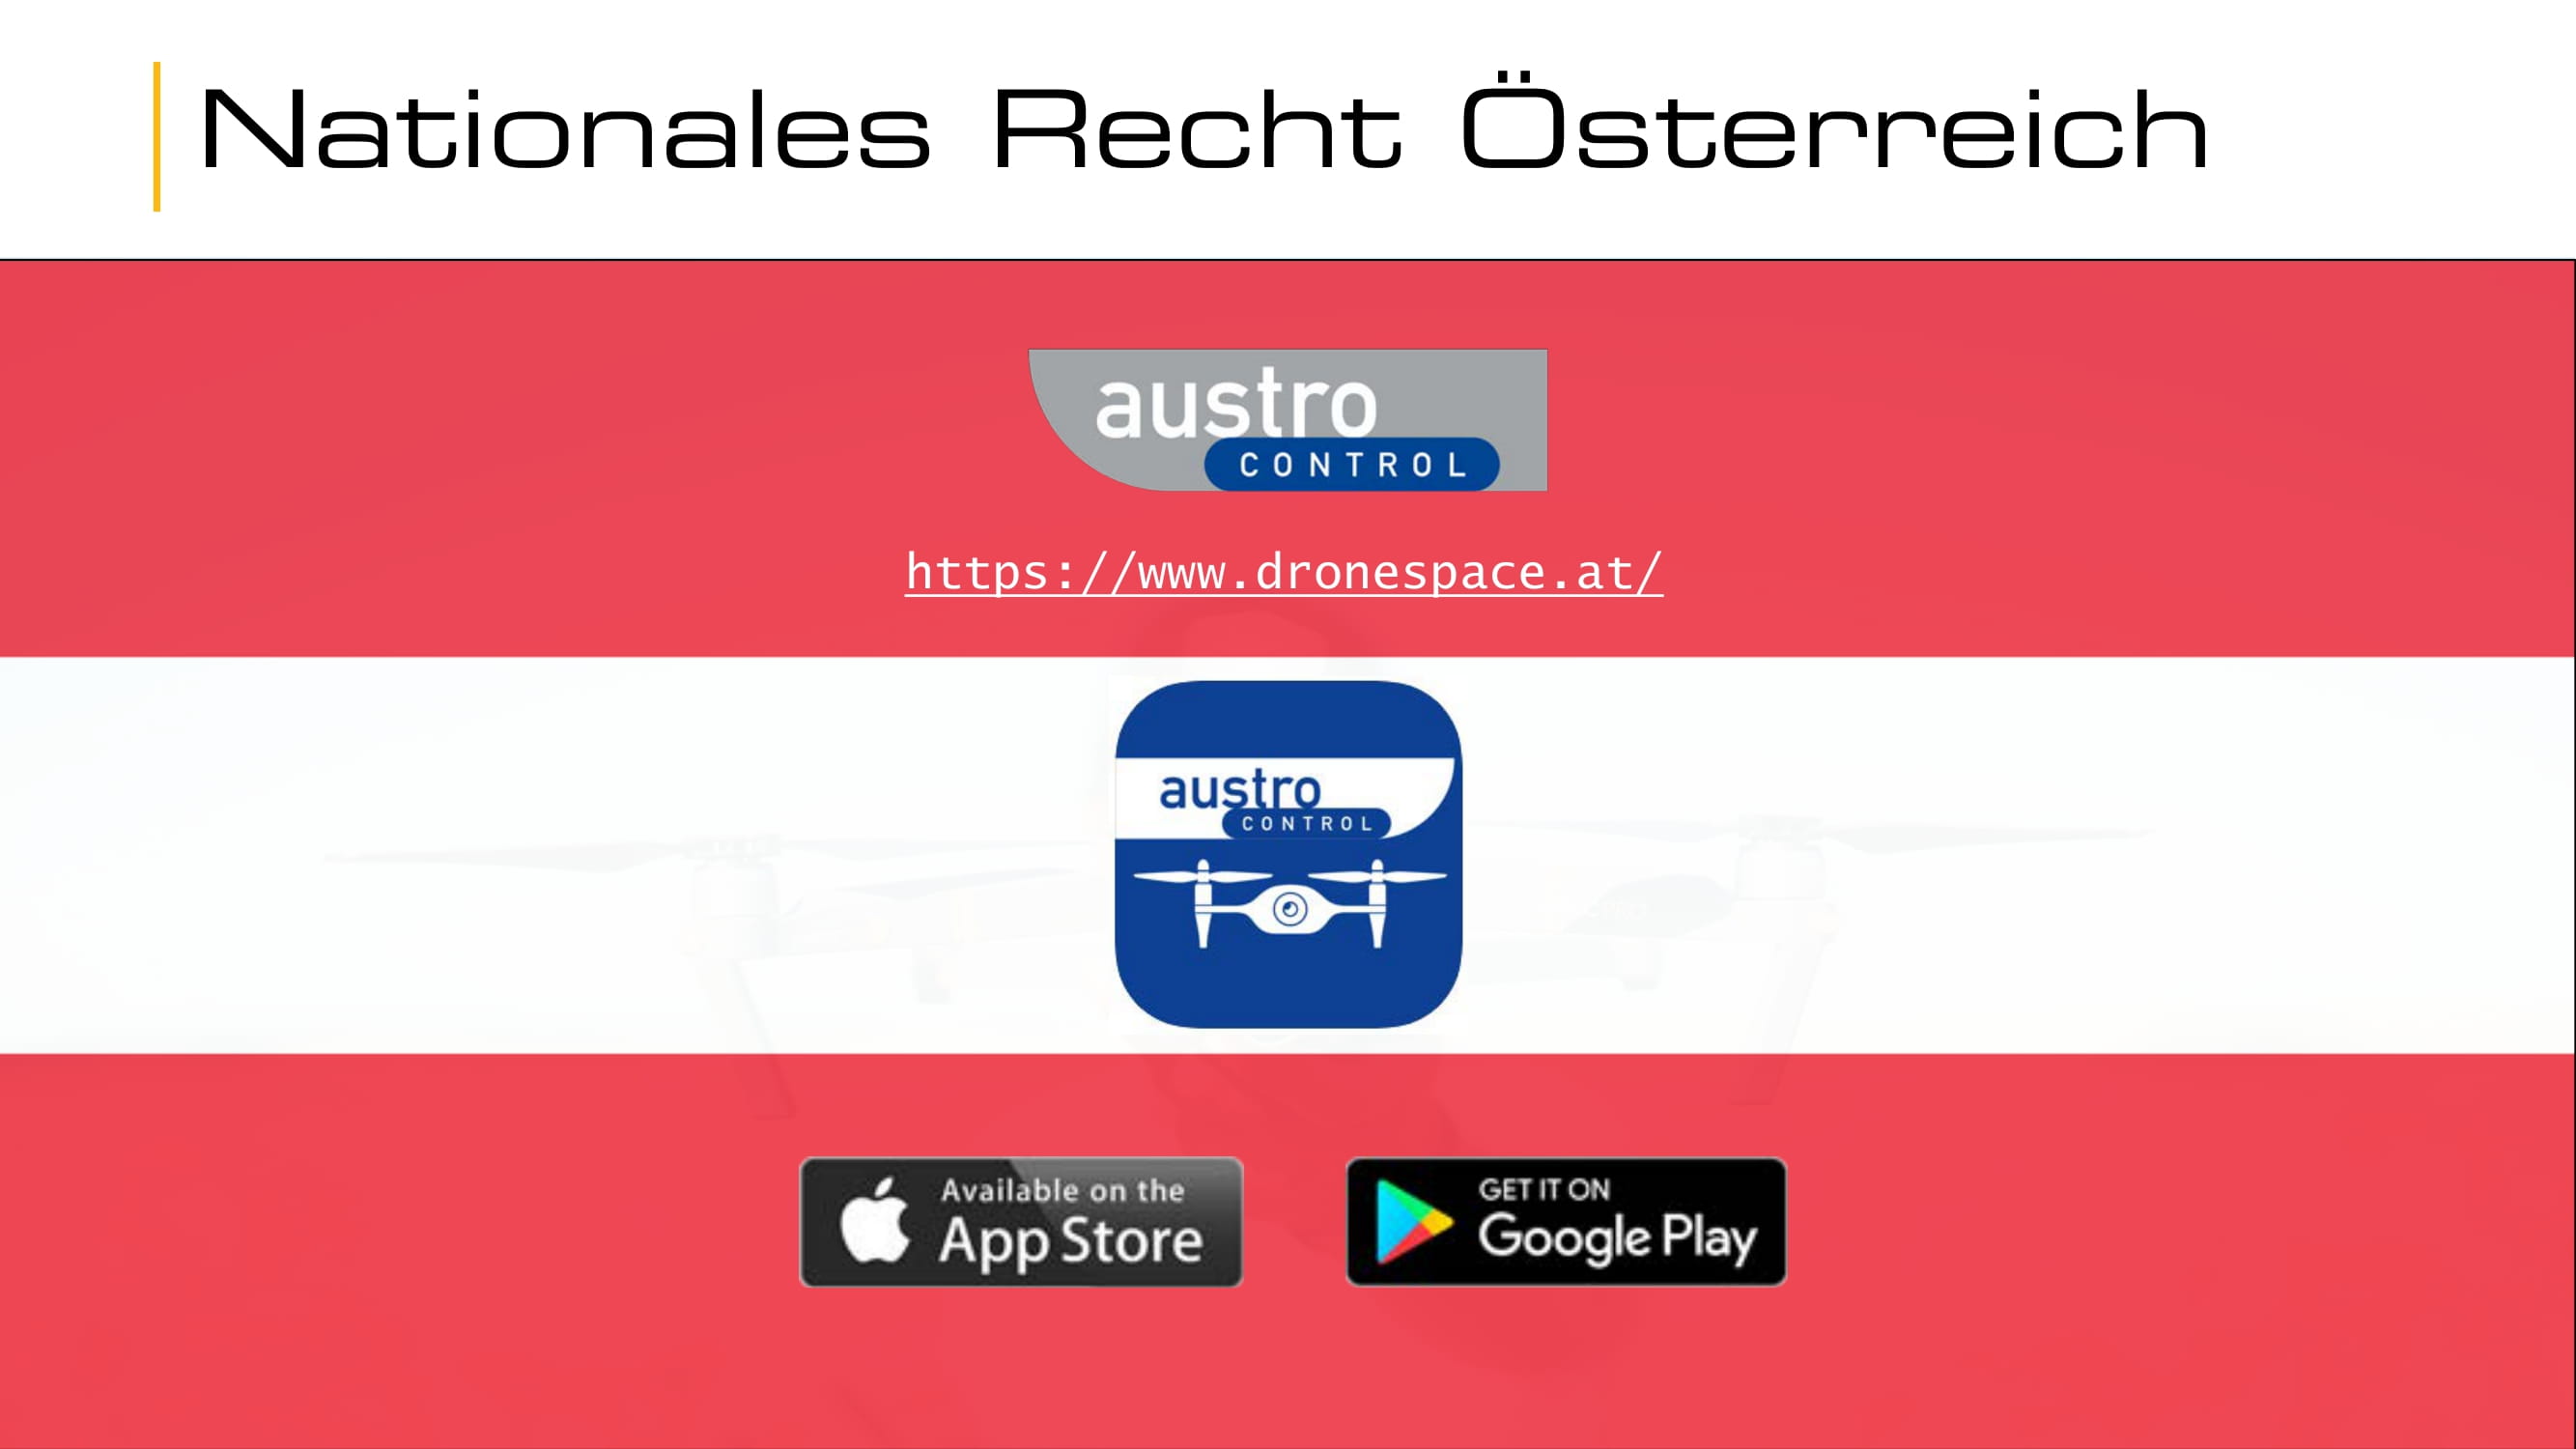 Nationales Recht Österreich
austro
CONTROL
https://www.dronespace.at/
austro
CONTROL
Available on the
App Store
GET IT ON
Google Play